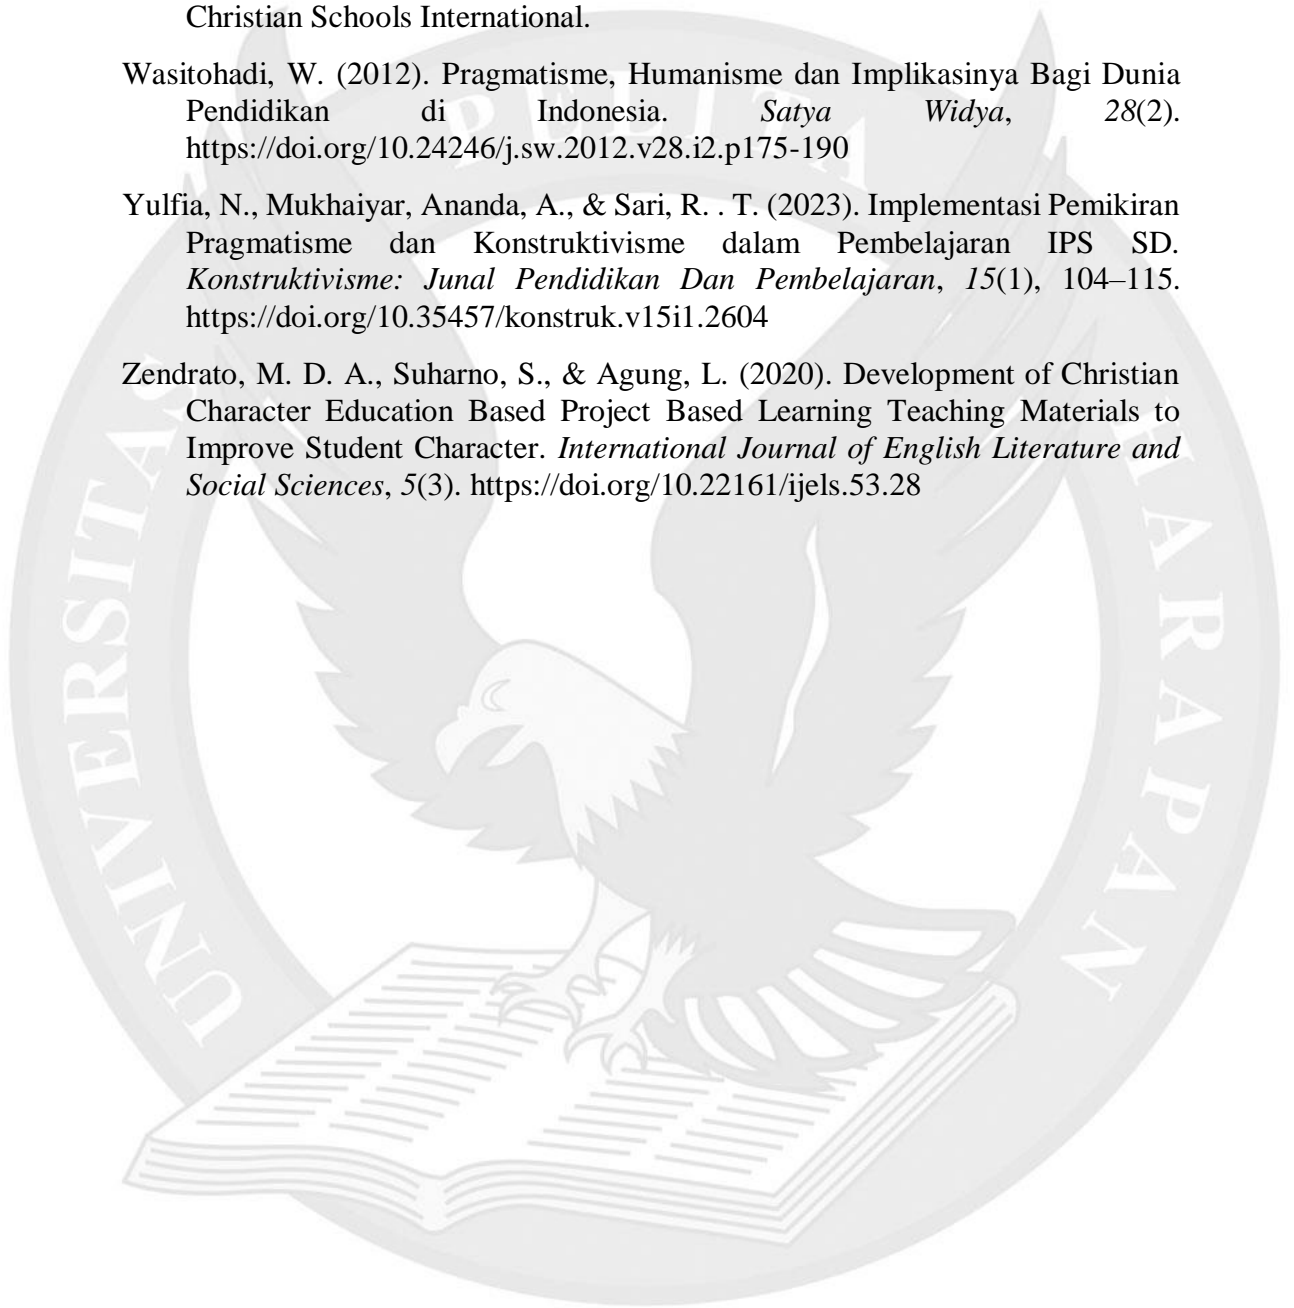 Christian Schools International.
Wasitohadi, W. (2012). Pragmatisme, Humanisme dan Implikasinya Bagi Dunia
Pendidikan di Indonesia. Satya Widya, 28(2).
https://doi.org/10.24246/j.sw.2012.v28.i2.p175-190
Yulfia, N., Mukhaiyar, Ananda, A., & Sari, R. . T. (2023). Implementasi Pemikiran
Pragmatisme dan Konstruktivisme dalam Pembelajaran IPS SD.
Konstruktivisme: Junal Pendidikan Dan Pembelajaran, 15(1), 104–115.
https://doi.org/10.35457/konstruk.v15i1.2604
Zendrato, M. D. A., Suharno, S., & Agung, L. (2020). Development of Christian
Character Education Based Project Based Learning Teaching Materials to
Improve Student Character. International Journal of English Literature and
Social Sciences, 5(3). https://doi.org/10.22161/ijels.53.28
UNIVERSITAS PELITA HARAPAN